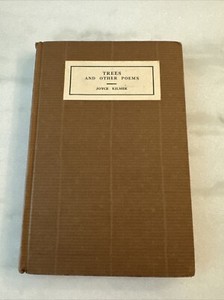 TREES
AND OTHER POEMS
JOYCE KILMER